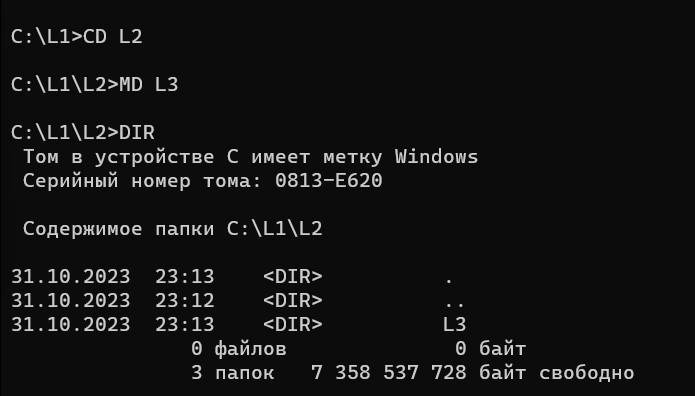 C:\L1>CD L2
C:\L1\L2>MD L3
C:\L1\L2>DIR
Том в устройстве C имеет метку Windows
Серийный номер тома: 0813-E620
Содержимое папки C:\L1\L2
31.10.2023  23:13    <DIR>          .
31.10.2023  23:12    <DIR>          ..
31.10.2023  23:13    <DIR>          L3
0 файлов              0 байт
3 папок   7 358 537 728 байт свободно